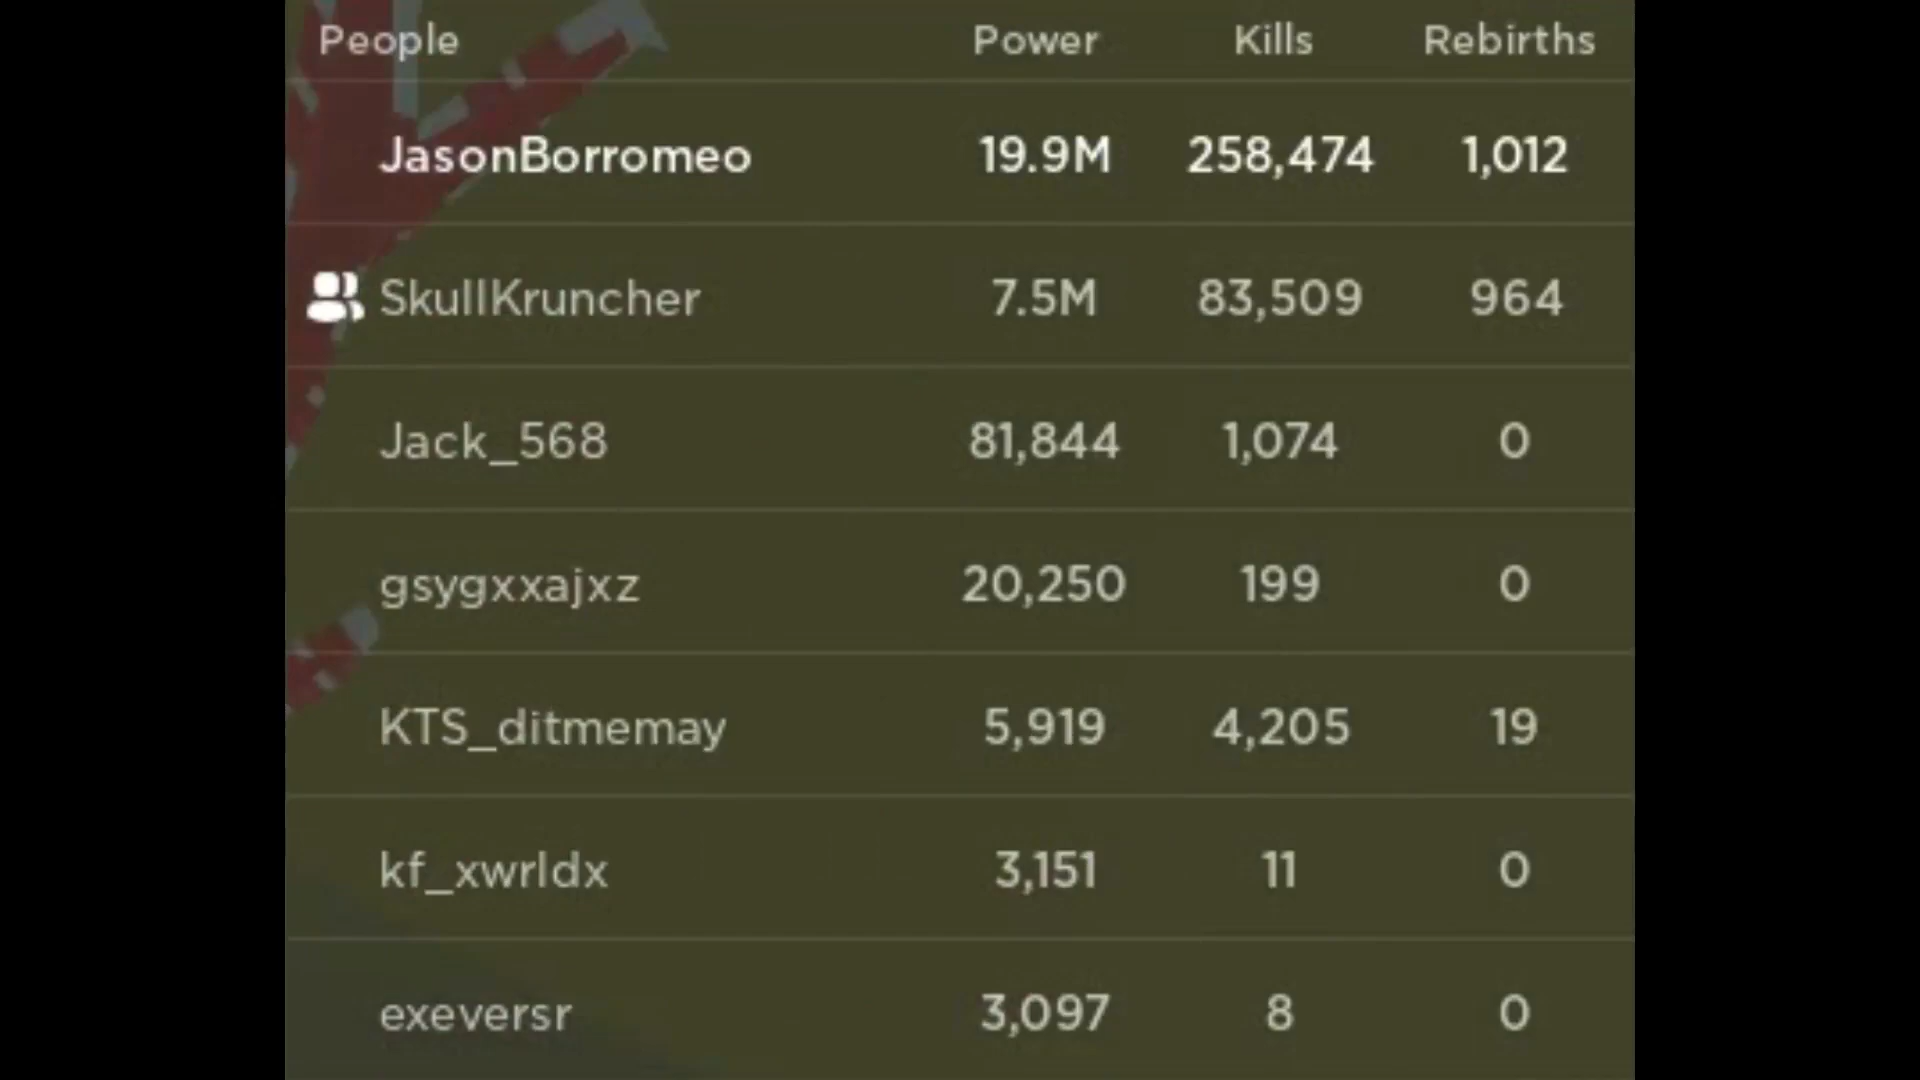 People Power Kills Rebirths
JasonBorromeo 19.9M 258,474 1,012
SkullKruncher 7.5M 83,509 964
Jack_568 81,844 1,074 0
gsygxxajxz 20,250 199 0
KTS_ditmemay 5,919 4,205 19
kf_xwrldx 3,151 11 0
exeversr 3,097 8 0